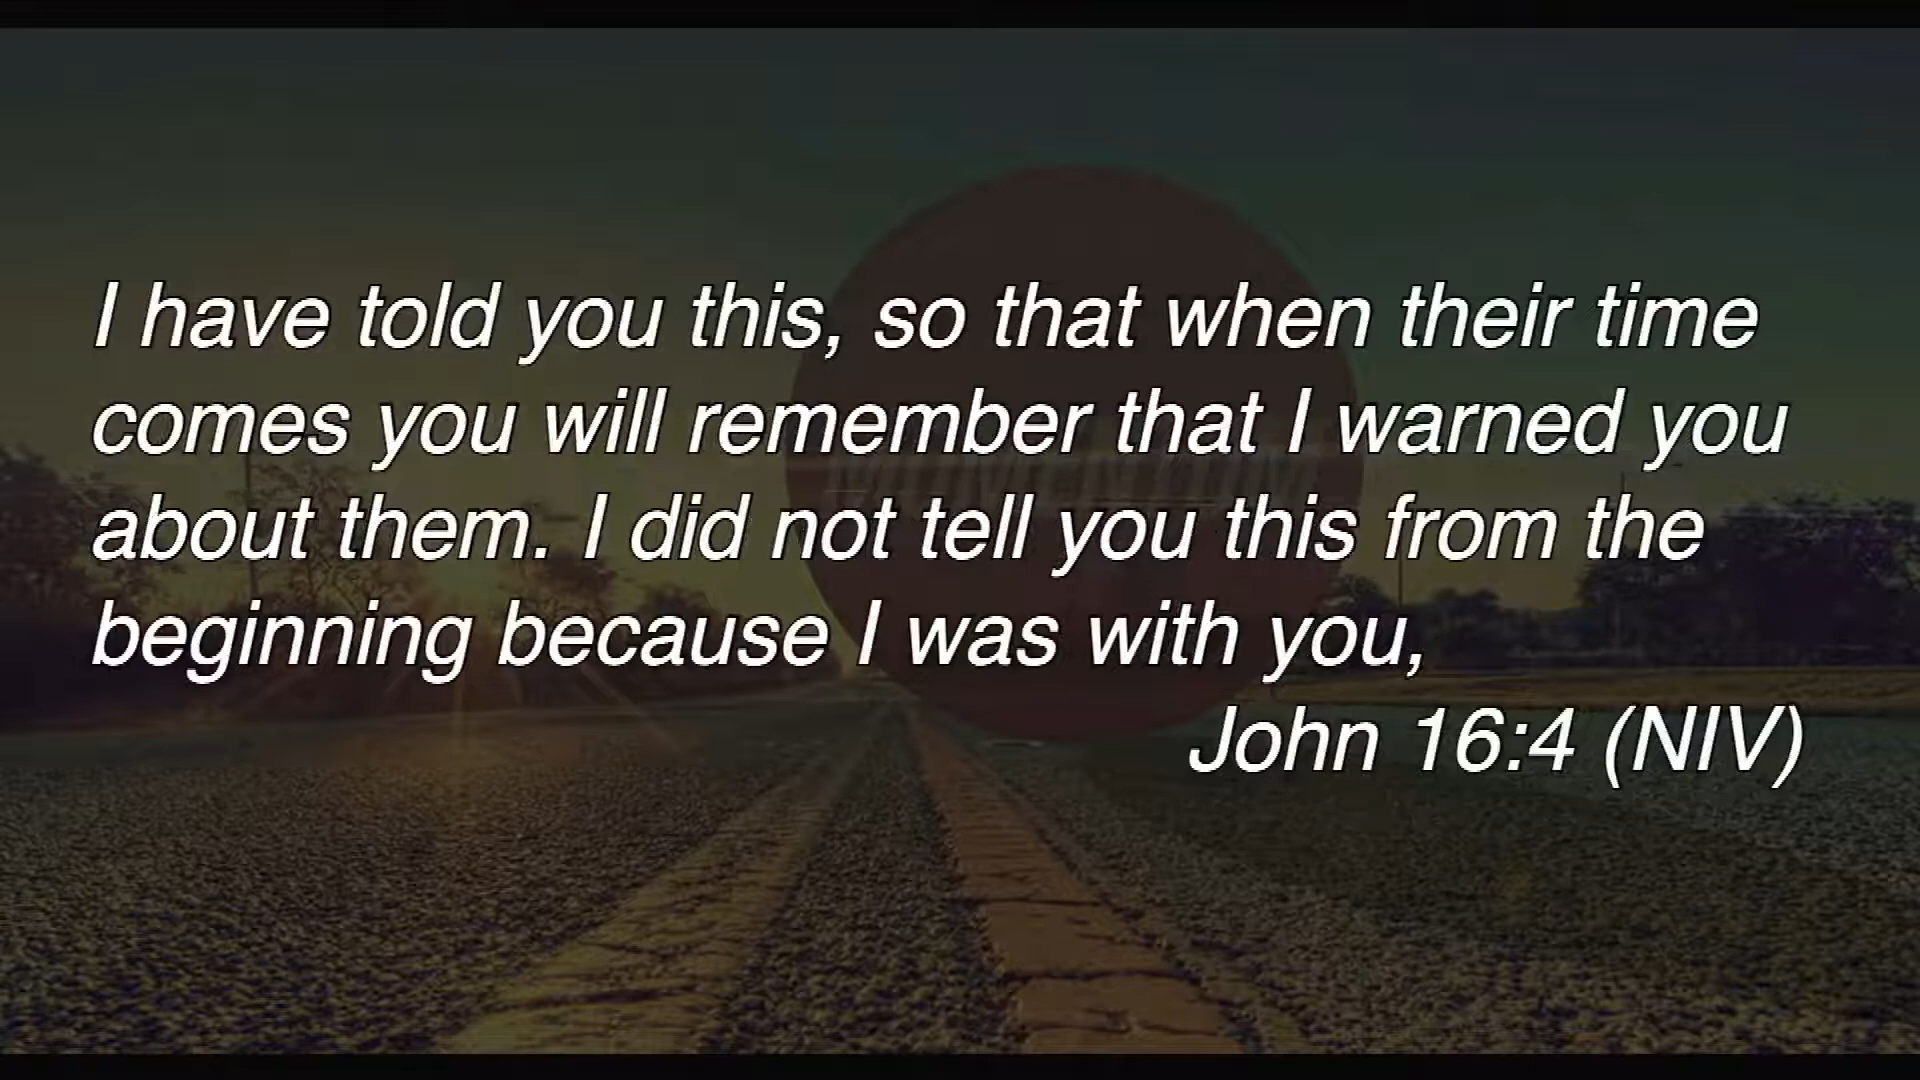 I have told you this, so that when their time
comes you will remember that I warned you
about them. I did not tell you this from the
beginning because I was with you,
John 16:4 (NIV)